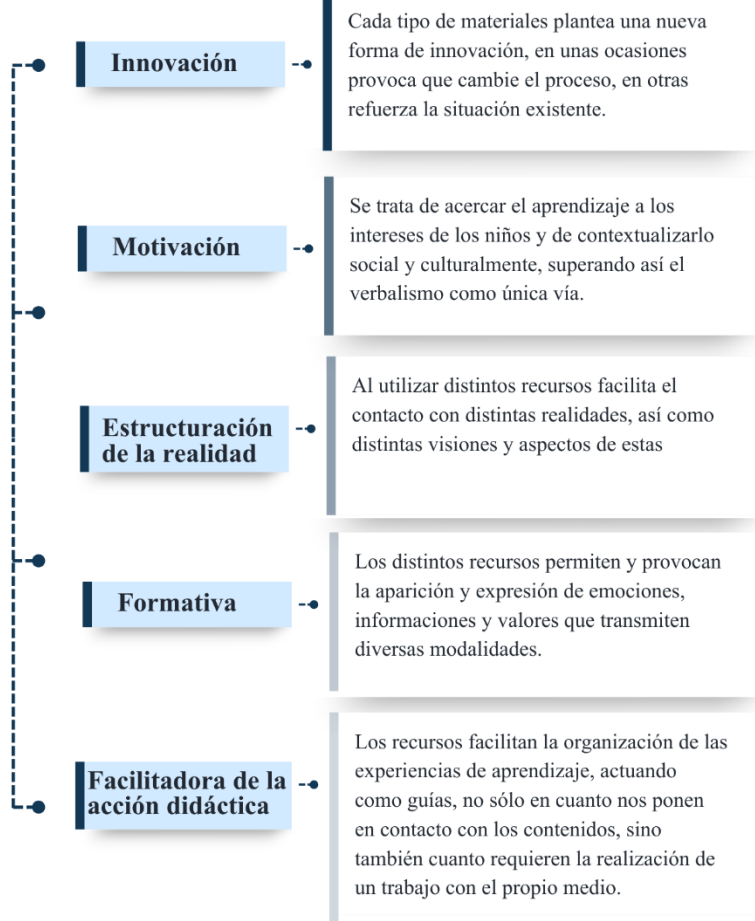 Innovación
Cada tipo de materiales plantea una nueva
forma de innovación, en unas ocasiones
provoca que cambie el proceso, en otras
refuerza la situación existente.
Motivación
Se trata de acercar el aprendizaje a los
intereses de los niños y de contextualizarlo
social y culturalmente, superando así el
verbalismo como única vía.
Estructuración
de la realidad
Al utilizar distintos recursos facilita el
contacto con distintas realidades, así como
distintas visiones y aspectos de estas
Formativa
Los distintos recursos permiten y provocan
la aparición y expresión de emociones,
informaciones y valores que transmiten
diversas modalidades.
Facilitadora de la
acción didáctica
Los recursos facilitan la organización de las
experiencias de aprendizaje, actuando
como guías, no sólo en cuanto nos ponen
en contacto con los contenidos, sino
también cuanto requieren la realización de
un trabajo con el propio medio.